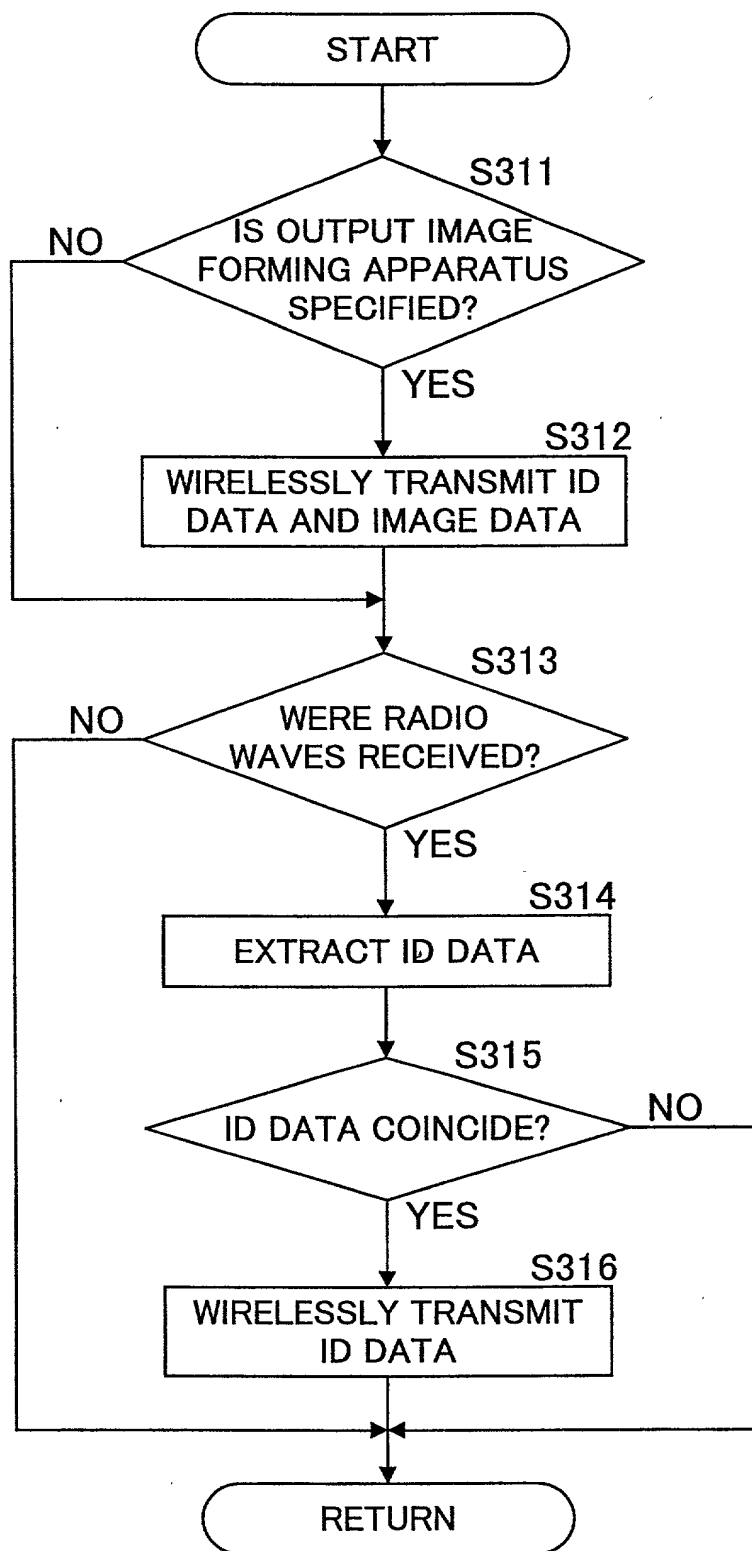 START
S311
NO
IS OUTPUT IMAGE
FORMING APPARATUS
SPECIFIED?
YES
S312
WIRELESSLY TRANSMIT ID
DATA AND IMAGE DATA
S313
NO
WERE RADIO
WAVES RECEIVED?
YES
S314
EXTRACT ID DATA
S315
ID DATA COINCIDE?
NO
YES
S316
WIRELESSLY TRANSMIT
ID DATA
RETURN